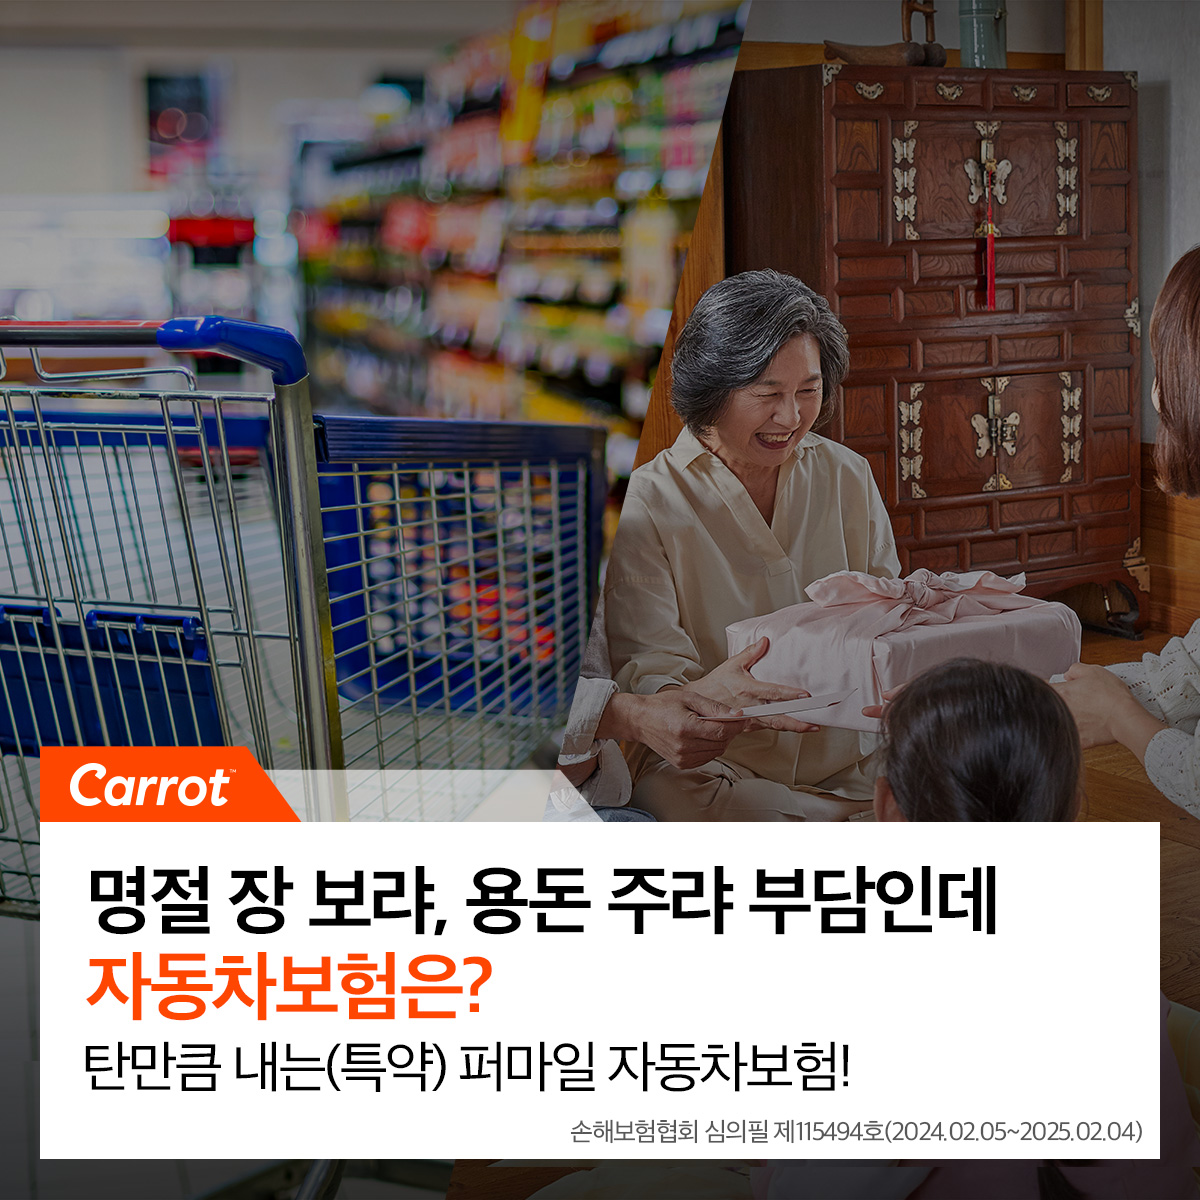 Carrot™
명절 장 보랴, 용돈 주랴 부담인데
자동차보험은?
탄만큼 내는(특약) 퍼마일 자동차보험!
손해보험협회 심의필 제115494호(2024.02.05~2025.02.04)